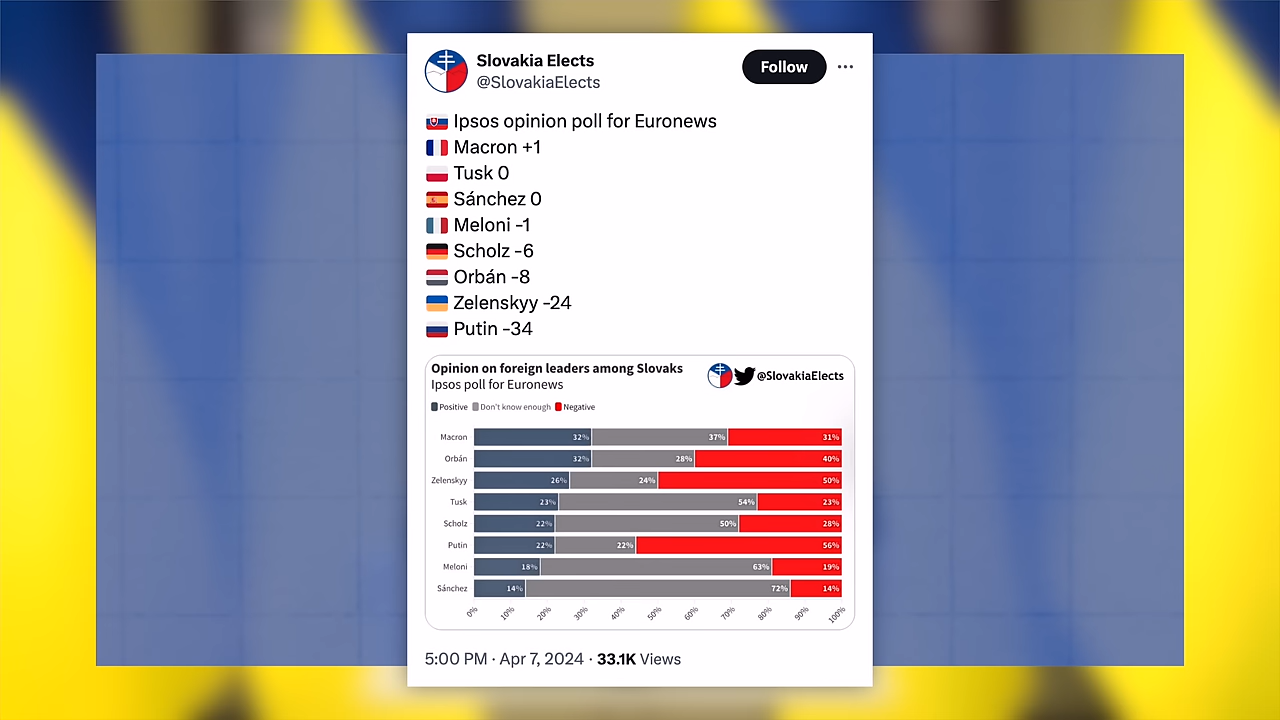 Slovakia Elects
@SlovakiaElects
Follow
Ipsos opinion poll for Euronews
Macron +1
Tusk 0
Sánchez 0
Meloni -1
Scholz -6
Orbán -8
Zelenskyy -24
Putin -34
Opinion on foreign leaders among Slovaks
Ipsos poll for Euronews
@SlovakiaElects
Positive Don't know enough Negative
Macron 32% 37% 31%
Orbán 32% 28% 40%
Zelenskyy 26% 24% 50%
Tusk 23% 54% 23%
Scholz 22% 50% 28%
Putin 22% 22% 56%
Meloni 18% 63% 19%
Sánchez 14% 72% 14%
0% 10% 20% 30% 40% 50% 60% 70% 80% 90% 100%
5:00 PM · Apr 7, 2024 · 33.1K Views